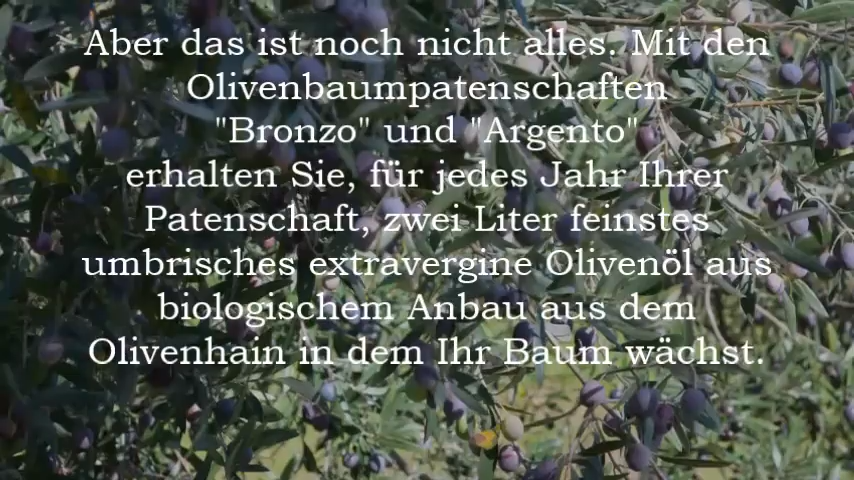 Aber das ist noch nicht alles. Mit den
Olivenbaumpatenschaften
"Bronzo" und "Argento"
erhalten Sie, für jedes Jahr Ihrer
Patenschaft, zwei Liter feinstes
umbrisches extravergine Olivenöl aus
biologischem Anbau aus dem
Olivenhain in dem Ihr Baum wächst.